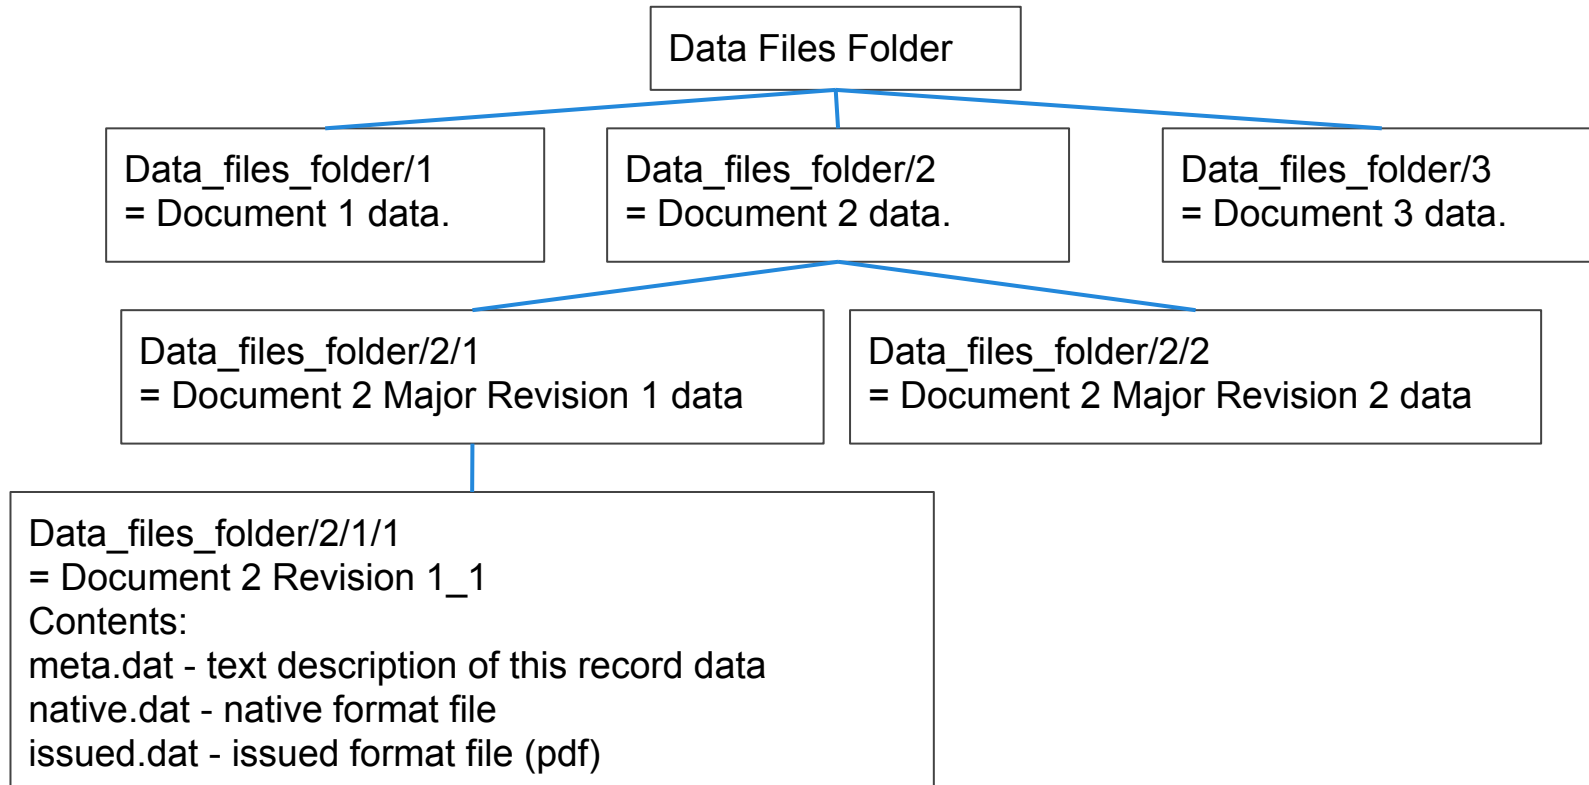 Data Files Folder
Data_files_folder/1
= Document 1 data.
Data_files_folder/2
= Document 2 data.
Data_files_folder/3
= Document 3 data.
Data_files_folder/2/1
= Document 2 Major Revision 1 data
Data_files_folder/2/2
= Document 2 Major Revision 2 data
Data_files_folder/2/1/1
= Document 2 Revision 1_1
Contents:
meta.dat - text description of this record data
native.dat - native format file
issued.dat - issued format file (pdf)